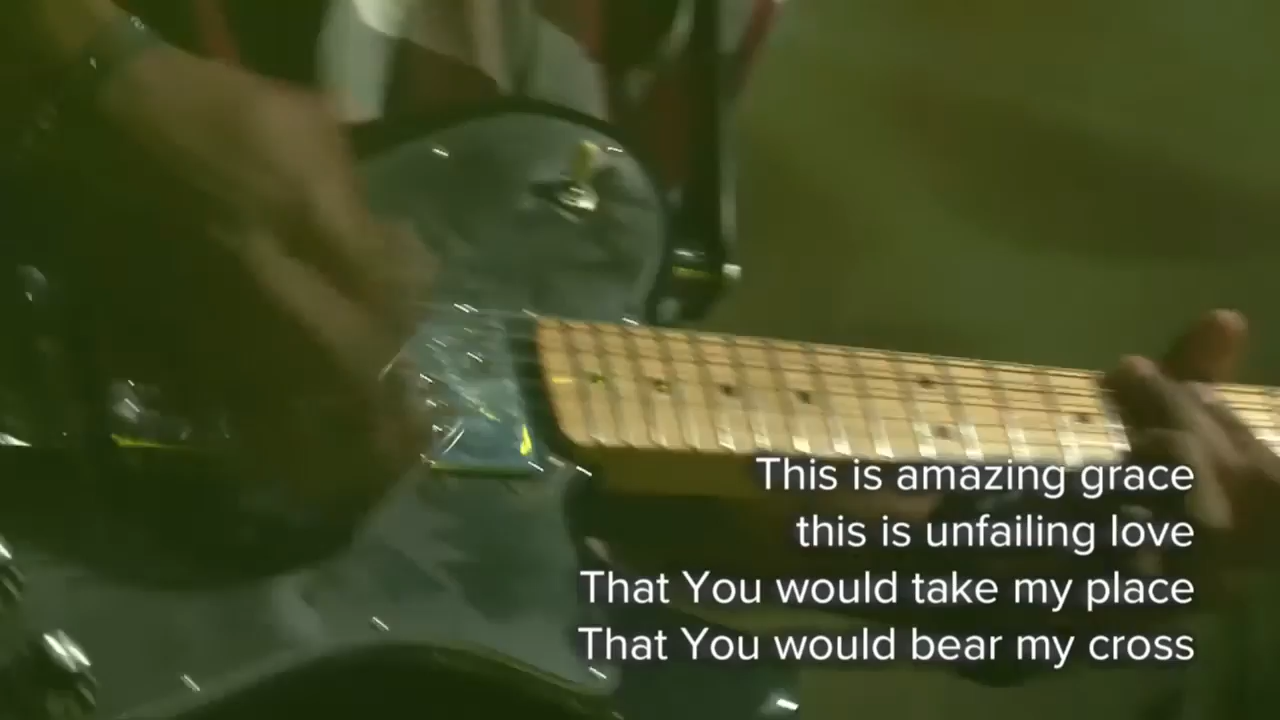 This is amazing grace
this is unfailing love
That You would take my place
That You would bear my cross